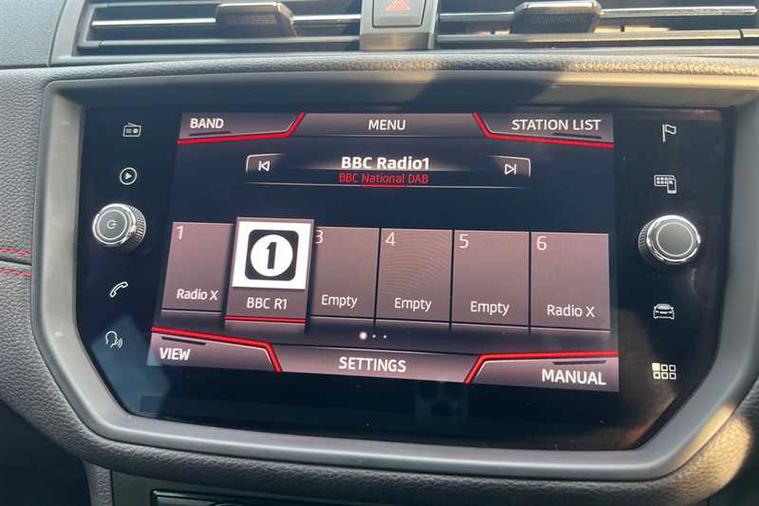 BAND MENU STATION LIST
BBC Radio1
BBC National DAB
1 3 4 5 6
1
Radio X BBC R1 Empty Empty Empty Radio X
VIEW SETTINGS MANUAL